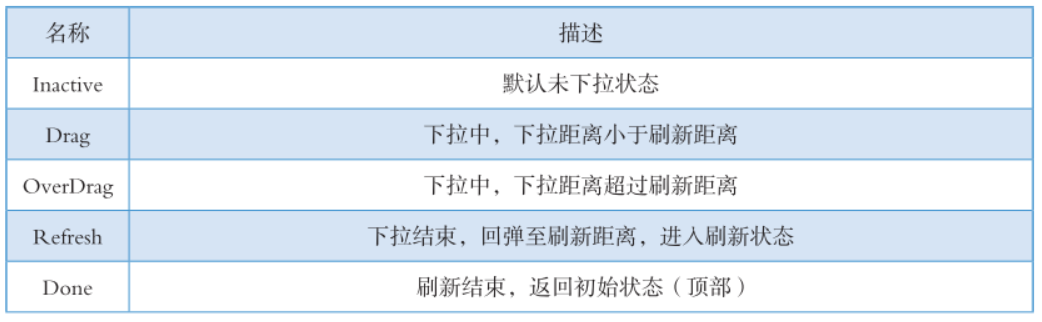 名称 描述
Inactive 默认未下拉状态
Drag 下拉中，下拉距离小于刷新距离
OverDrag 下拉中，下拉距离超过刷新距离
Refresh 下拉结束，回弹至刷新距离，进入刷新状态
Done 刷新结束，返回初始状态（顶部）